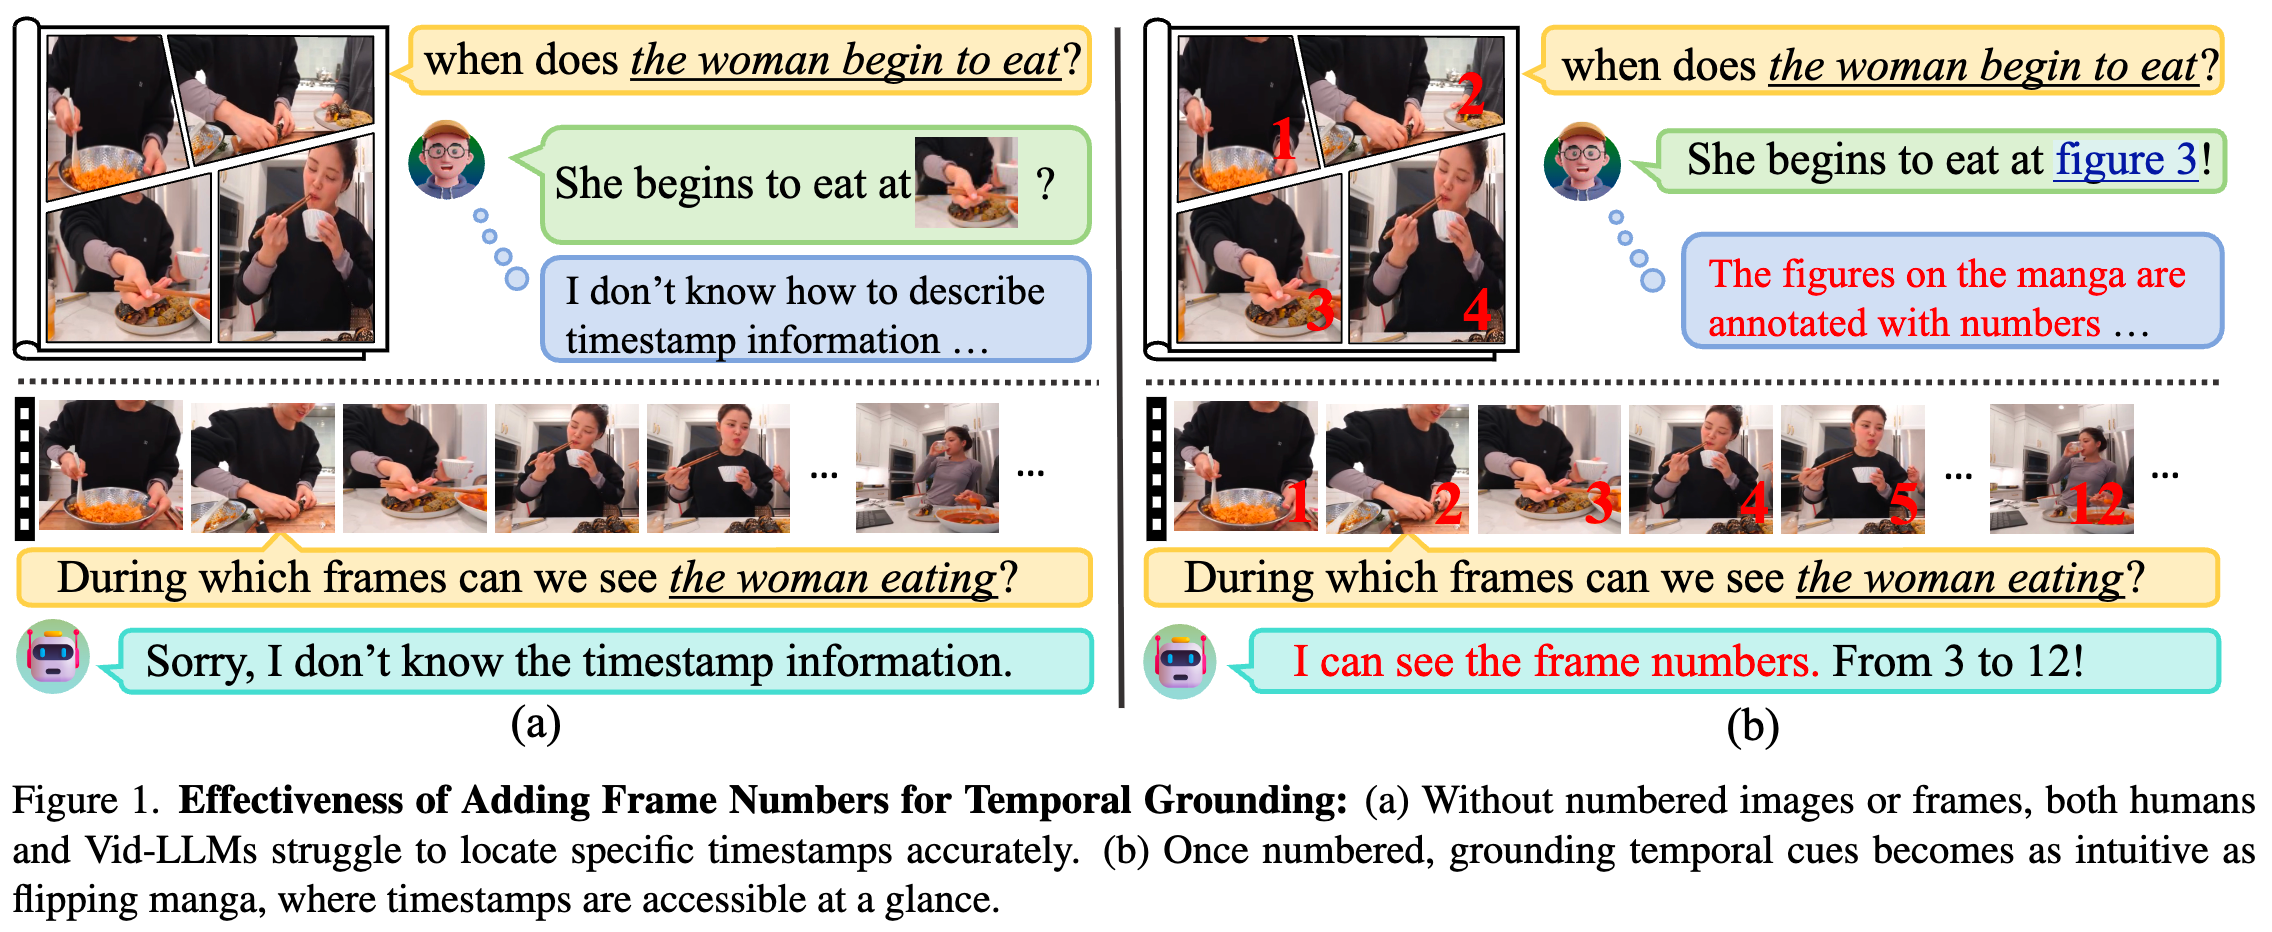 when does the woman begin to eat?
She begins to eat at ?
I don't know how to describe
timestamp information ...
During which frames can we see the woman eating?
Sorry, I don't know the timestamp information.
(a)
1
2
3
4
when does the woman begin to eat?
She begins to eat at figure 3!
The figures on the manga are
annotated with numbers ...
1 2 3 4 5 ... 12 ...
During which frames can we see the woman eating?
I can see the frame numbers. From 3 to 12!
(b)
Figure 1. Effectiveness of Adding Frame Numbers for Temporal Grounding: (a) Without numbered images or frames, both humans
and Vid-LLMs struggle to locate specific timestamps accurately. (b) Once numbered, grounding temporal cues becomes as intuitive as
flipping manga, where timestamps are accessible at a glance.